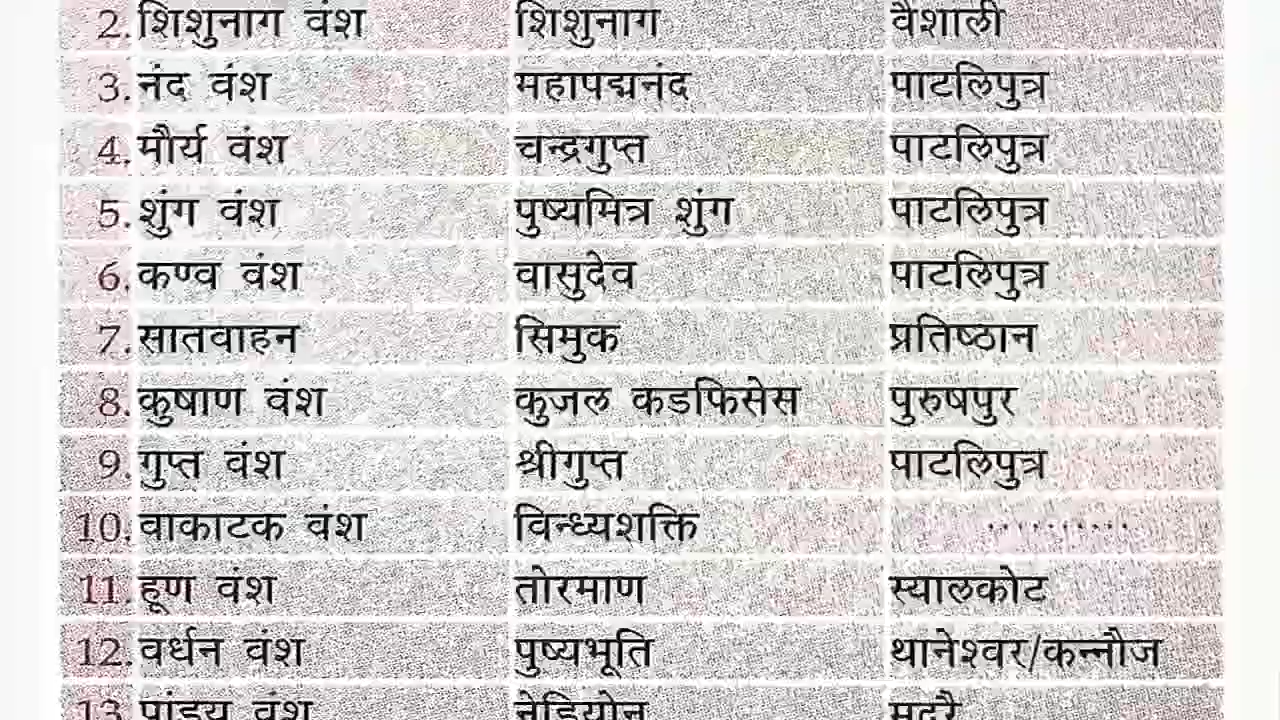 2. शिशुनाग वंश शिशुनाग वैशाली
3. नंद वंश महापद्मनंद पाटलिपुत्र
4. मौर्य वंश चन्द्रगुप्त पाटलिपुत्र
5. शुंग वंश पुष्यमित्र शुंग पाटलिपुत्र
6. कण्व वंश वासुदेव पाटलिपुत्र
7. सातवाहन सिमुक प्रतिष्ठान
8. कुषाण वंश कुजल कडफिसेस पुरुषपुर
9. गुप्त वंश श्रीगुप्त पाटलिपुत्र
10. वाकाटक वंश विन्ध्यशक्ति ..........
11. हूण वंश तोरमाण स्यालकोट
12. वर्धन वंश पुष्यभूति थानेश्वर/कन्नौज
13. पांड्य वंश नेडियोन मदुरै